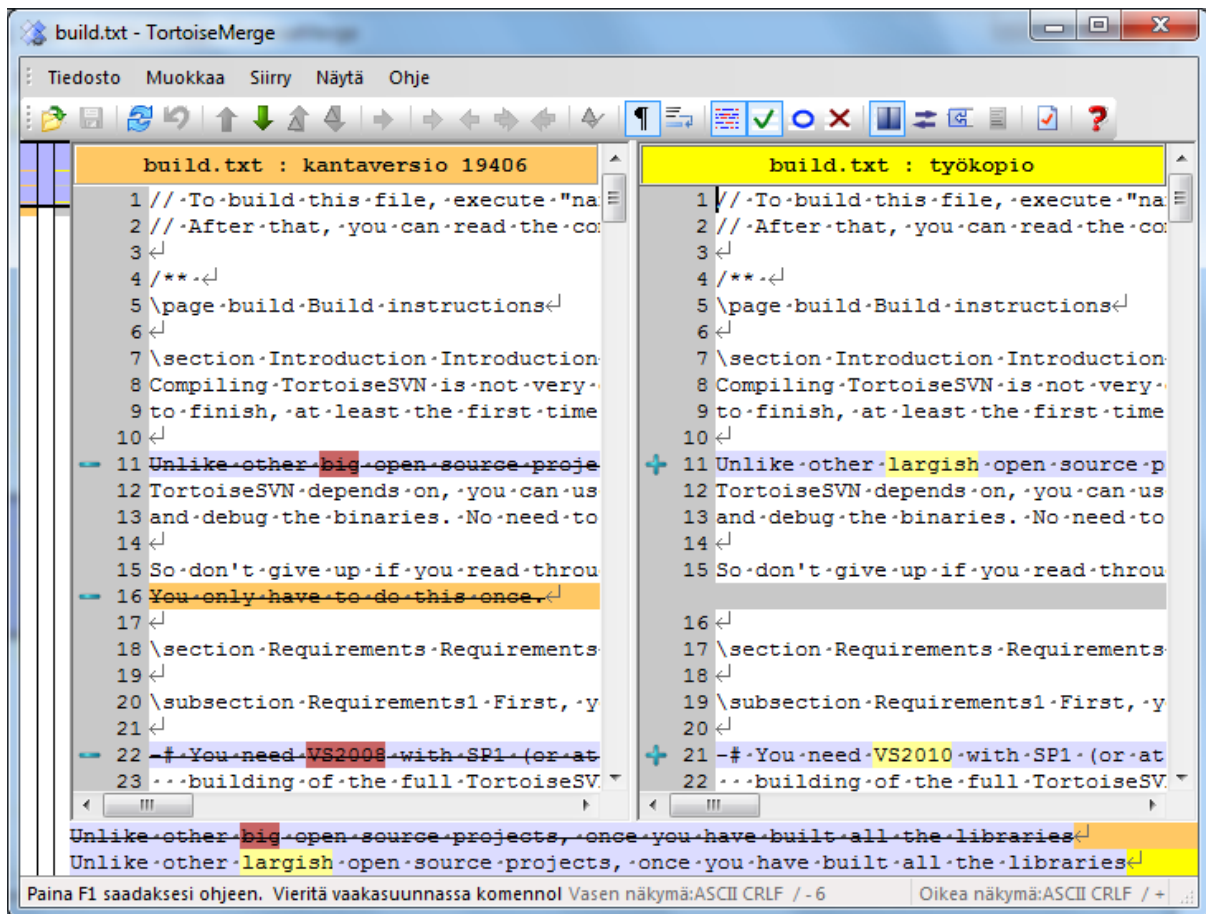 build.txt - TortoiseMerge
Tiedosto Muokkaa Siirry Näytä Ohje
build.txt : kantaversio 19406
1 // To build this file, execute "na
2 // After that, you can read the co
3
4 /**
5 \page build Build instructions
6
7 \section Introduction Introduction
8 Compiling TortoiseSVN is not very
9 to finish, at least the first time
10
11 Unlike other big open source proje
12 TortoiseSVN depends on, you can us
13 and debug the binaries. No need to
14
15 So don't give up if you read throu
16 You only have to do this once.
17
18 \section Requirements Requirements
19
20 \subsection Requirements1 First, y
21
22 -# You need VS2008 with SP1 (or at
23 building of the full TortoiseSV
build.txt : työkopio
1 // To build this file, execute "na
2 // After that, you can read the co
3
4 /**
5 \page build Build instructions
6
7 \section Introduction Introduction
8 Compiling TortoiseSVN is not very
9 to finish, at least the first time
10
11 Unlike other largish open source p
12 TortoiseSVN depends on, you can us
13 and debug the binaries. No need to
14
15 So don't give up if you read throu
16
17 \section Requirements Requirements
18
19 \subsection Requirements1 First, y
20
21 -# You need VS2010 with SP1 (or at
22 building of the full TortoiseSV
Unlike other big open source projects, once you have built all the libraries
Unlike other largish open source projects, once you have built all the libraries
Paina F1 saadaksesi ohjeen. Vieritä vaakasuunnassa komennol Vasen näkymä:ASCII CRLF / - 6 Oikea näkymä:ASCII CRLF / +